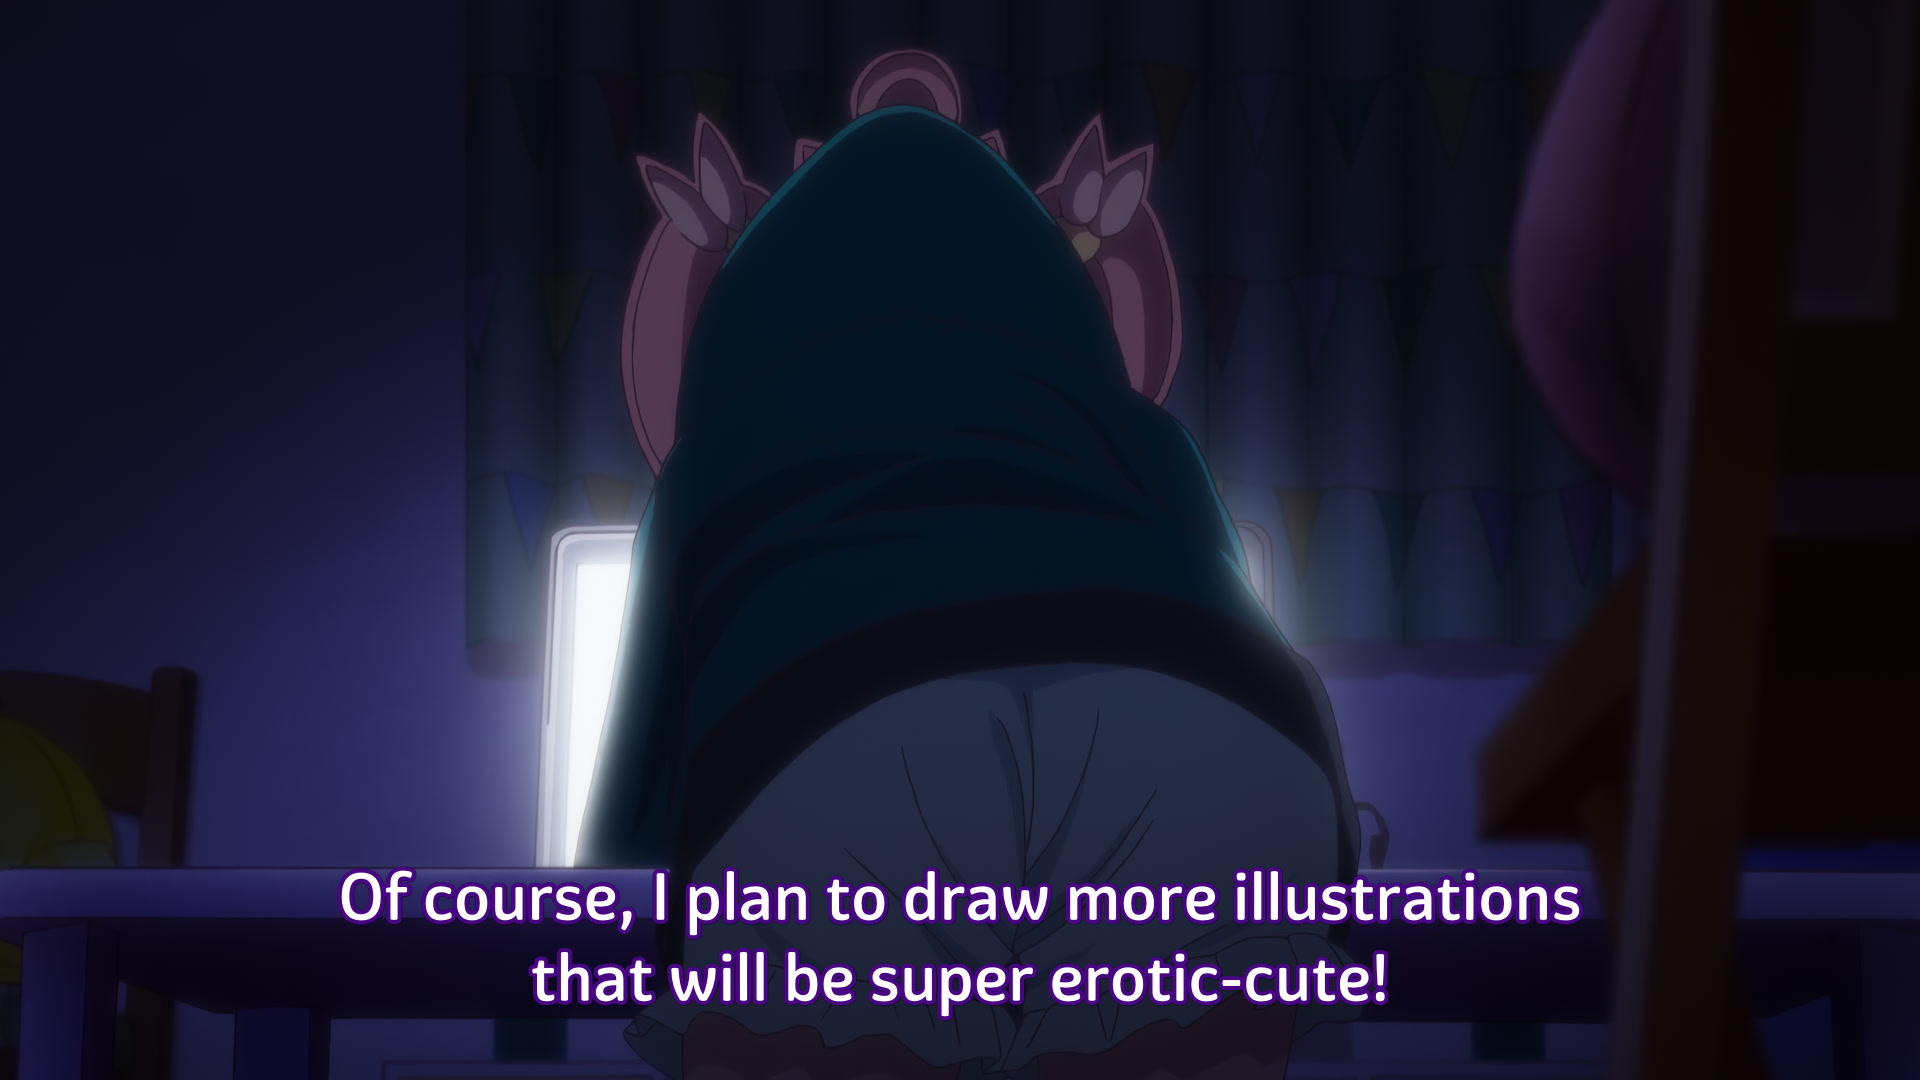 Of course, I plan to draw more illustrations
that will be super erotic-cute!